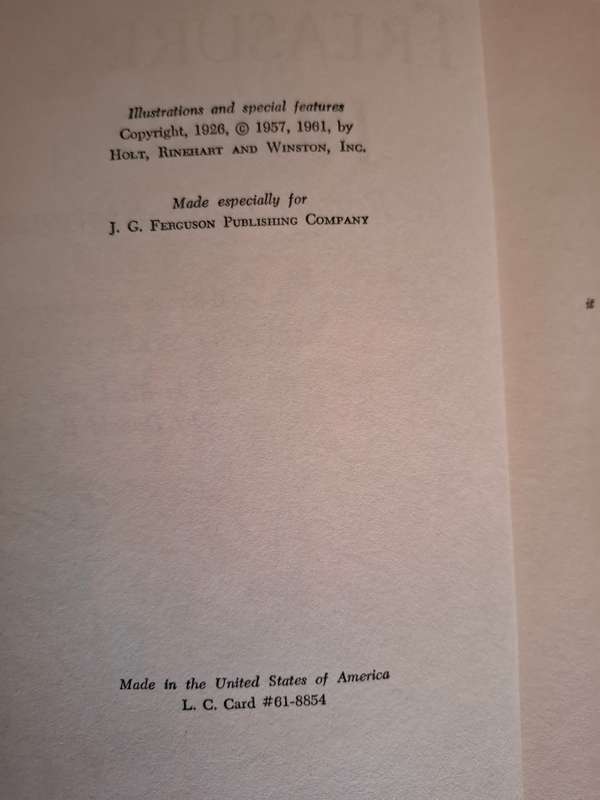 Illustrations and special features
Copyright, 1926, © 1957, 1961, by
HOLT, RINEHART AND WINSTON, INC.
Made especially for
J. G. FERGUSON PUBLISHING COMPANY
Made in the United States of America
L. C. Card #61-8854